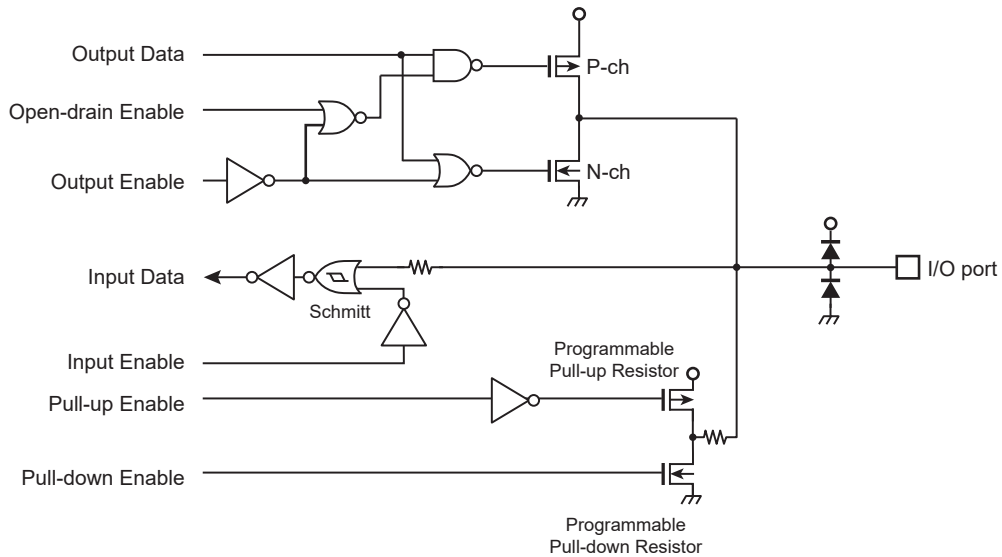 Output Data
P-ch
Open-drain Enable
Output Enable
N-ch
Input Data
Schmitt
I/O port
Input Enable
Programmable
Pull-up Resistor
Pull-up Enable
Pull-down Enable
Programmable
Pull-down Resistor